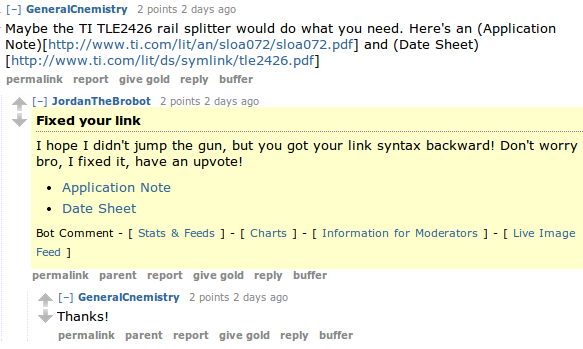 [–] GeneralCnemistry 2 points 2 days ago
Maybe the TI TLE2426 rail splitter would do what you need. Here's an (Application
Note)[http://www.ti.com/lit/an/sloa072/sloa072.pdf] and (Date Sheet)
[http://www.ti.com/lit/ds/symlink/tle2426.pdf]
permalink report give gold reply buffer
[–] JordanTheBrobot 2 points 2 days ago
Fixed your link
I hope I didn't jump the gun, but you got your link syntax backward! Don't worry
bro, I fixed it, have an upvote!
• Application Note
• Date Sheet
Bot Comment - [ Stats & Feeds ] - [ Charts ] - [ Information for Moderators ] - [ Live Image
Feed ]
permalink parent report give gold reply buffer
[–] GeneralCnemistry 2 points 2 days ago
Thanks!
permalink parent report give gold reply buffer